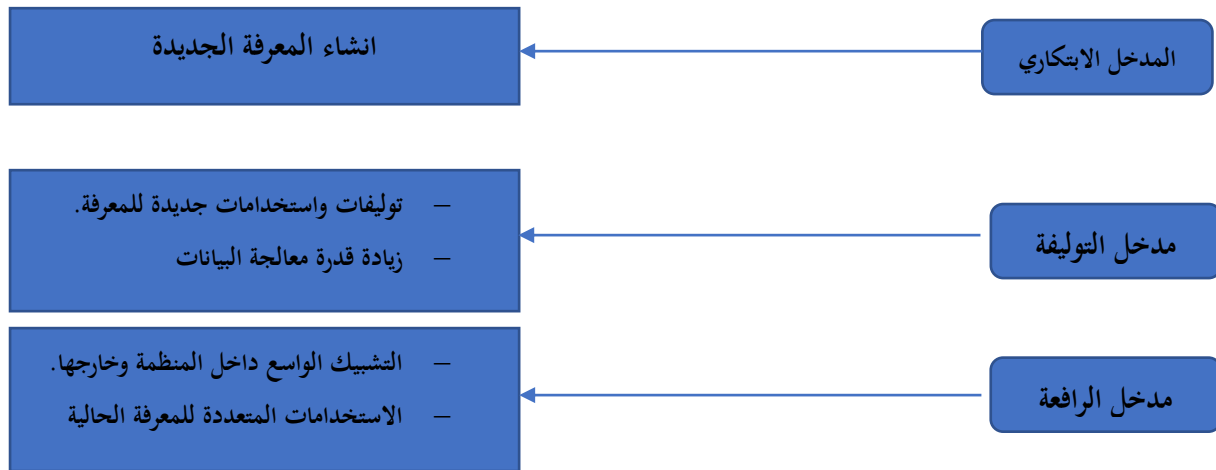 المدخل الابتكاري
انشاء المعرفة الجديدة
مدخل التوليفة
– توليفات واستخدامات جديدة للمعرفة.
– زيادة قدرة معالجة البيانات
مدخل الرافعة
– التشبيك الواسع داخل المنظمة وخارجها.
– الاستخدامات المتعددة للمعرفة الحالية